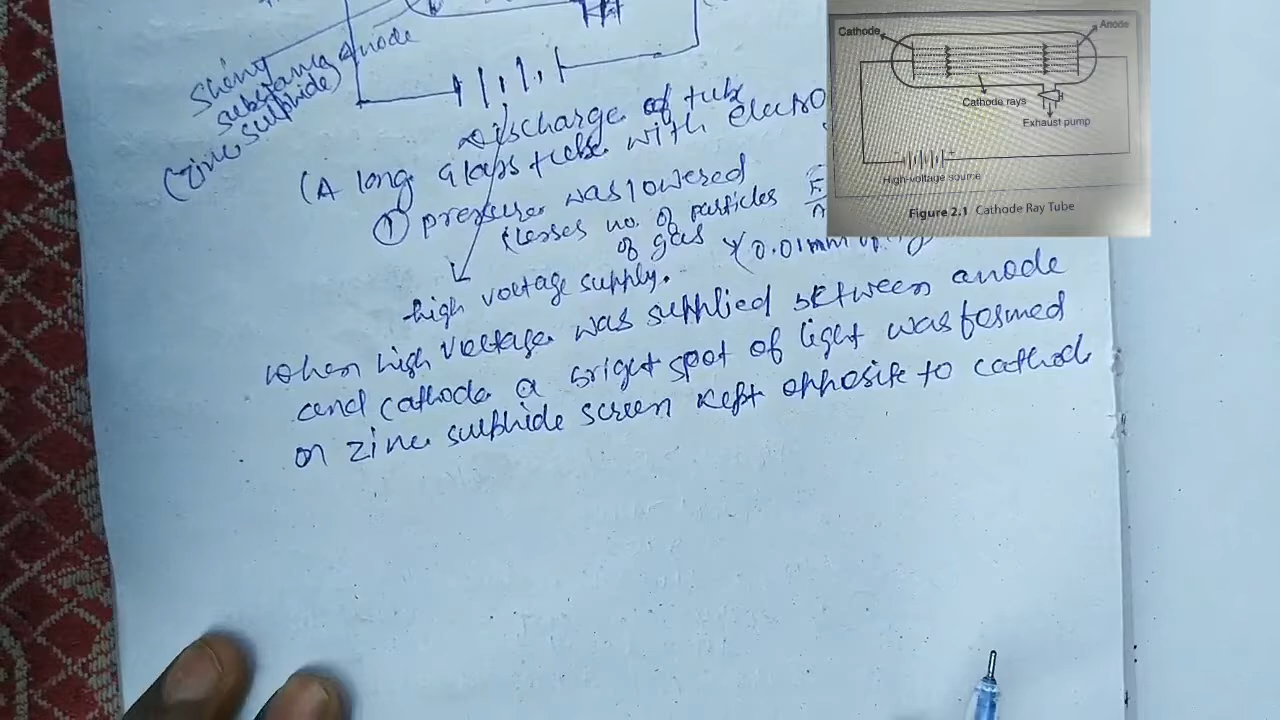 Shiny
substance anode
(zinc sulphide)
Discharge of tube
(A long glass tube with electro
① pressure was lowered
(lesses no. of particles
of gas
(0.01mm of
high voltage supply.
when high voltage was supplied between anode
and cathode a bright spot of light was formed
on zinc sulphide screen kept opposite to cathode
Cathode
Anode
Cathode rays
Exhaust pump
+
High-voltage source
Figure 2.1 Cathode Ray Tube